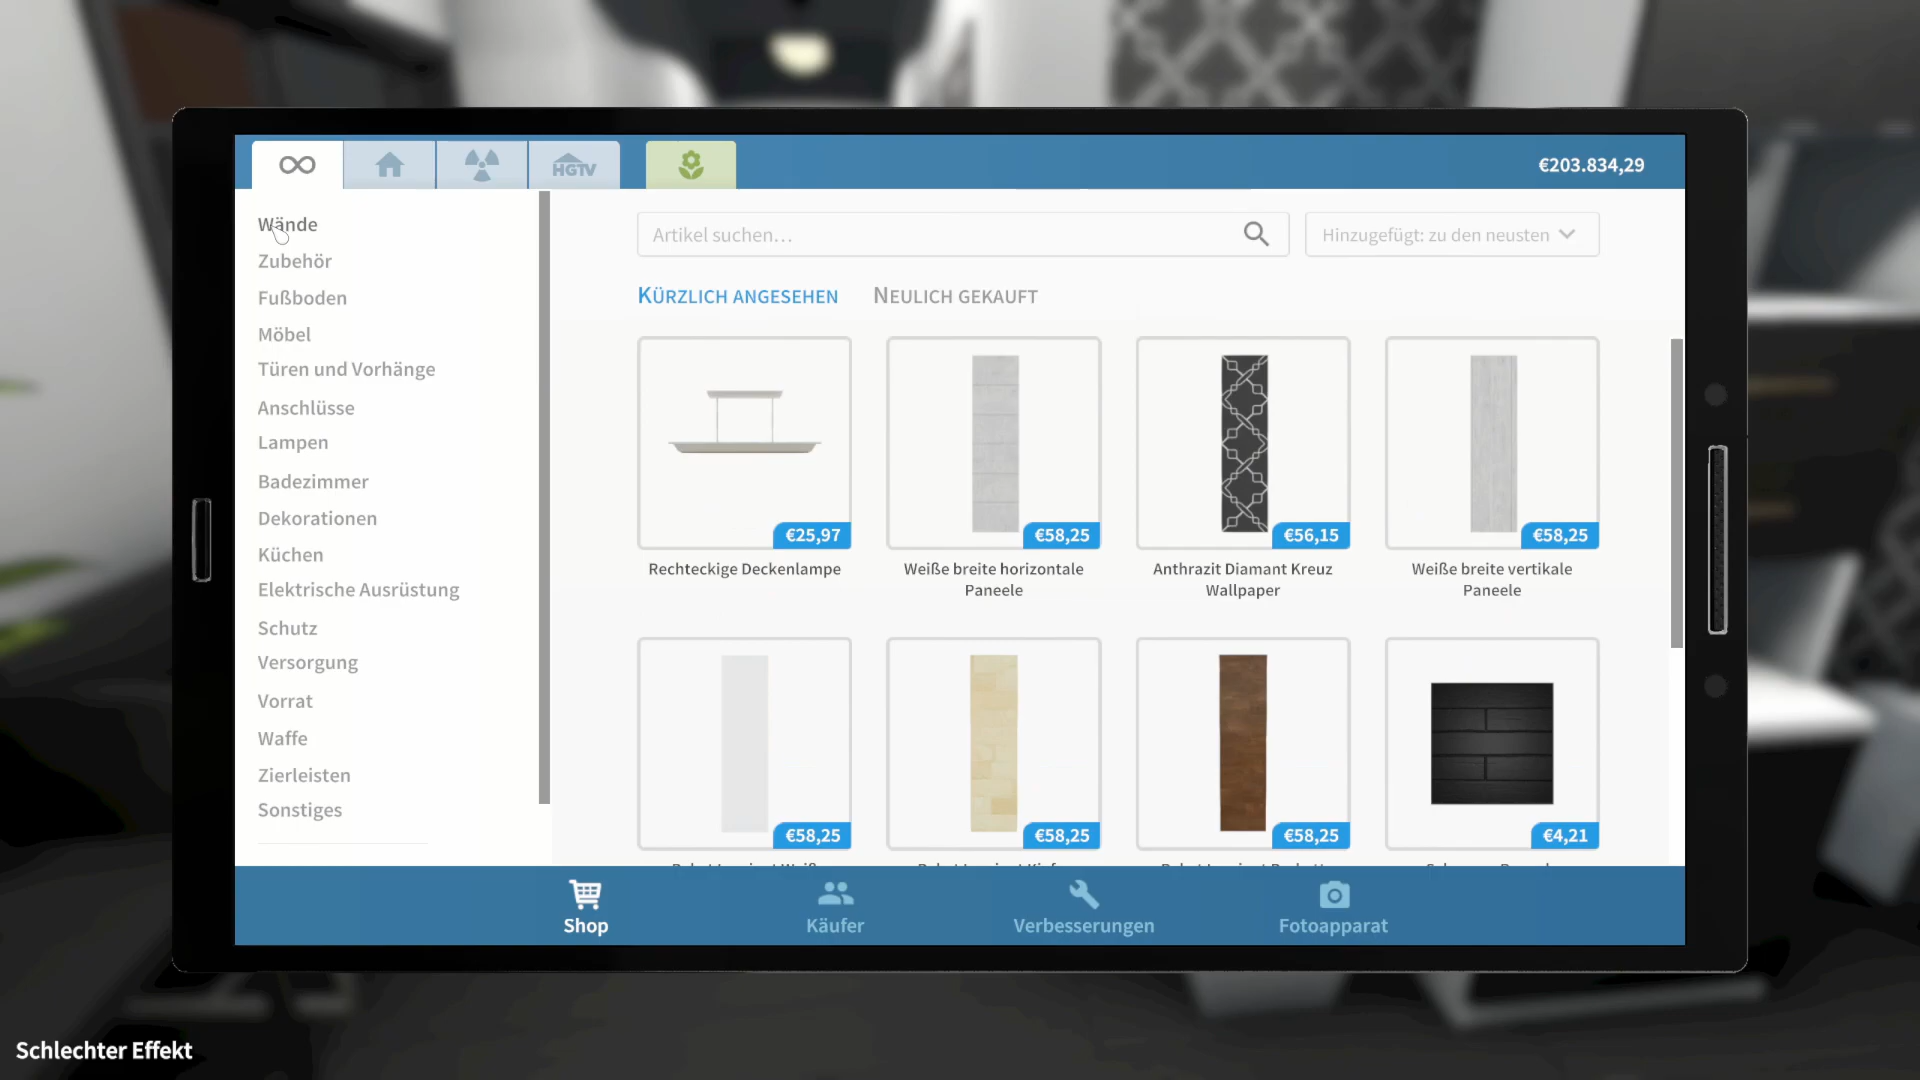 HGTV
€203.834,29
Wände
Zubehör
Fußboden
Möbel
Türen und Vorhänge
Anschlüsse
Lampen
Badezimmer
Dekorationen
Küchen
Elektrische Ausrüstung
Schutz
Versorgung
Vorrat
Waffe
Zierleisten
Sonstiges
Artikel suchen...
Hinzugefügt: zu den neusten
KÜRZLICH ANGESEHEN
NEULICH GEKAUFT
€25,97
€58,25
€56,15
€58,25
Rechteckige Deckenlampe
Weiße breite horizontale
Paneele
Anthrazit Diamant Kreuz
Wallpaper
Weiße breite vertikale
Paneele
€58,25
€58,25
€58,25
€4,21
Shop
Käufer
Verbesserungen
Fotoapparat
Schlechter Effekt